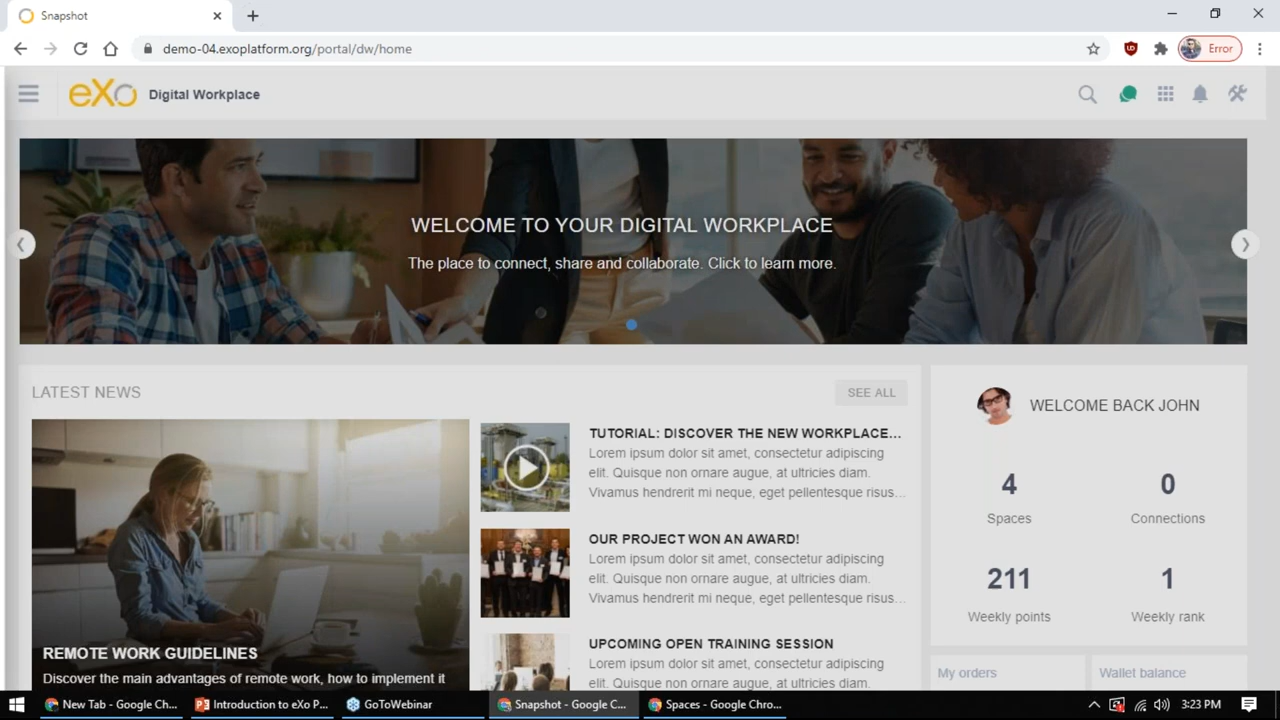 Snapshot
demo-04.exoplatform.org/portal/dw/home
Error
eXo Digital Workplace
WELCOME TO YOUR DIGITAL WORKPLACE
The place to connect, share and collaborate. Click to learn more.
LATEST NEWS
SEE ALL
REMOTE WORK GUIDELINES
Discover the main advantages of remote work, how to implement it
TUTORIAL: DISCOVER THE NEW WORKPLACE...
Lorem ipsum dolor sit amet, consectetur adipiscing
elit. Quisque non ornare augue, at ultricies diam.
Vivamus hendrerit mi neque, eget pellentesque risus...
OUR PROJECT WON AN AWARD!
Lorem ipsum dolor sit amet, consectetur adipiscing
elit. Quisque non ornare augue, at ultricies diam.
Vivamus hendrerit mi neque, eget pellentesque risus...
UPCOMING OPEN TRAINING SESSION
Lorem ipsum dolor sit amet, consectetur adipiscing
elit. Quisque non ornare augue, at ultricies diam.
WELCOME BACK JOHN
4
Spaces
0
Connections
211
Weekly points
1
Weekly rank
My orders
Wallet balance
New Tab - Google Ch...
Introduction to eXo P...
GoToWebinar
Snapshot - Google C...
Spaces - Google Chro...
3:23 PM